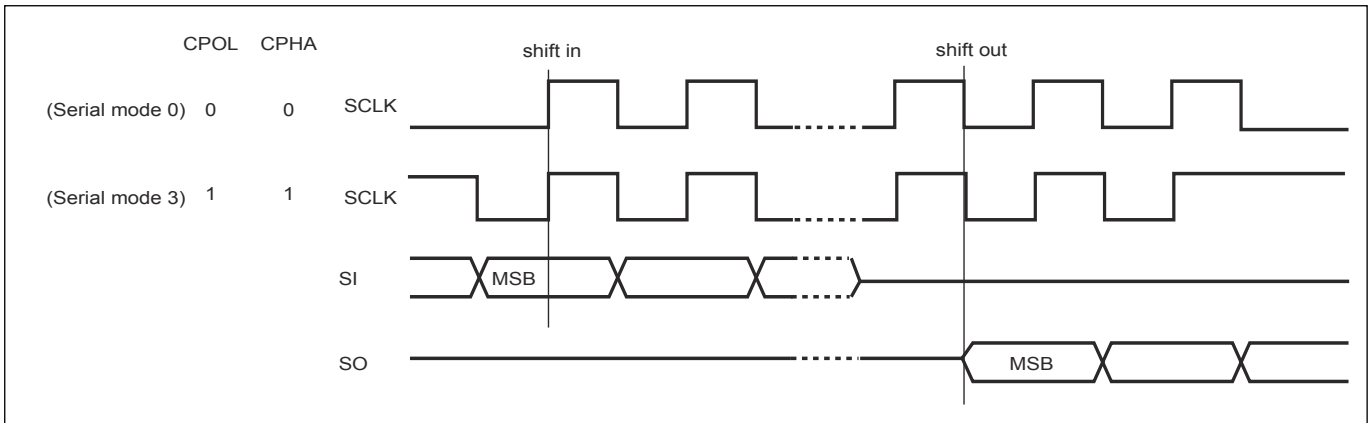 CPOL CPHA shift in shift out
(Serial mode 0) 0 0 SCLK
(Serial mode 3) 1 1 SCLK
SI MSB
SO MSB